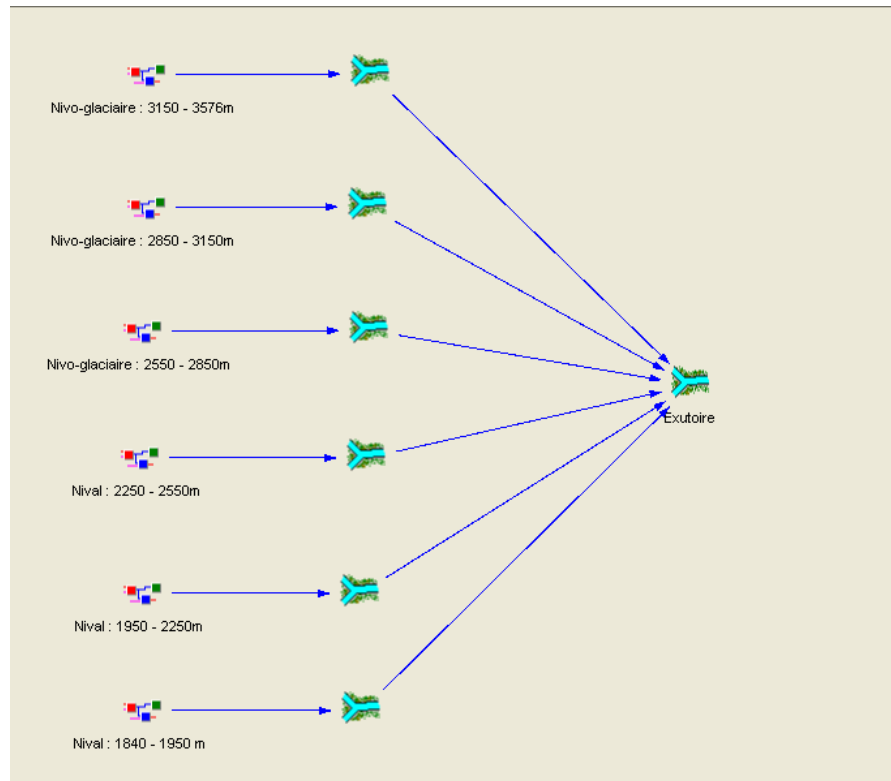 Nivo-glaciaire : 3150 - 3576m
Nivo-glaciaire : 2850 - 3150m
Nivo-glaciaire : 2550 - 2850m
Exutoire
Nival : 2250 - 2550m
Nival : 1950 - 2250m
Nival : 1840 - 1950 m